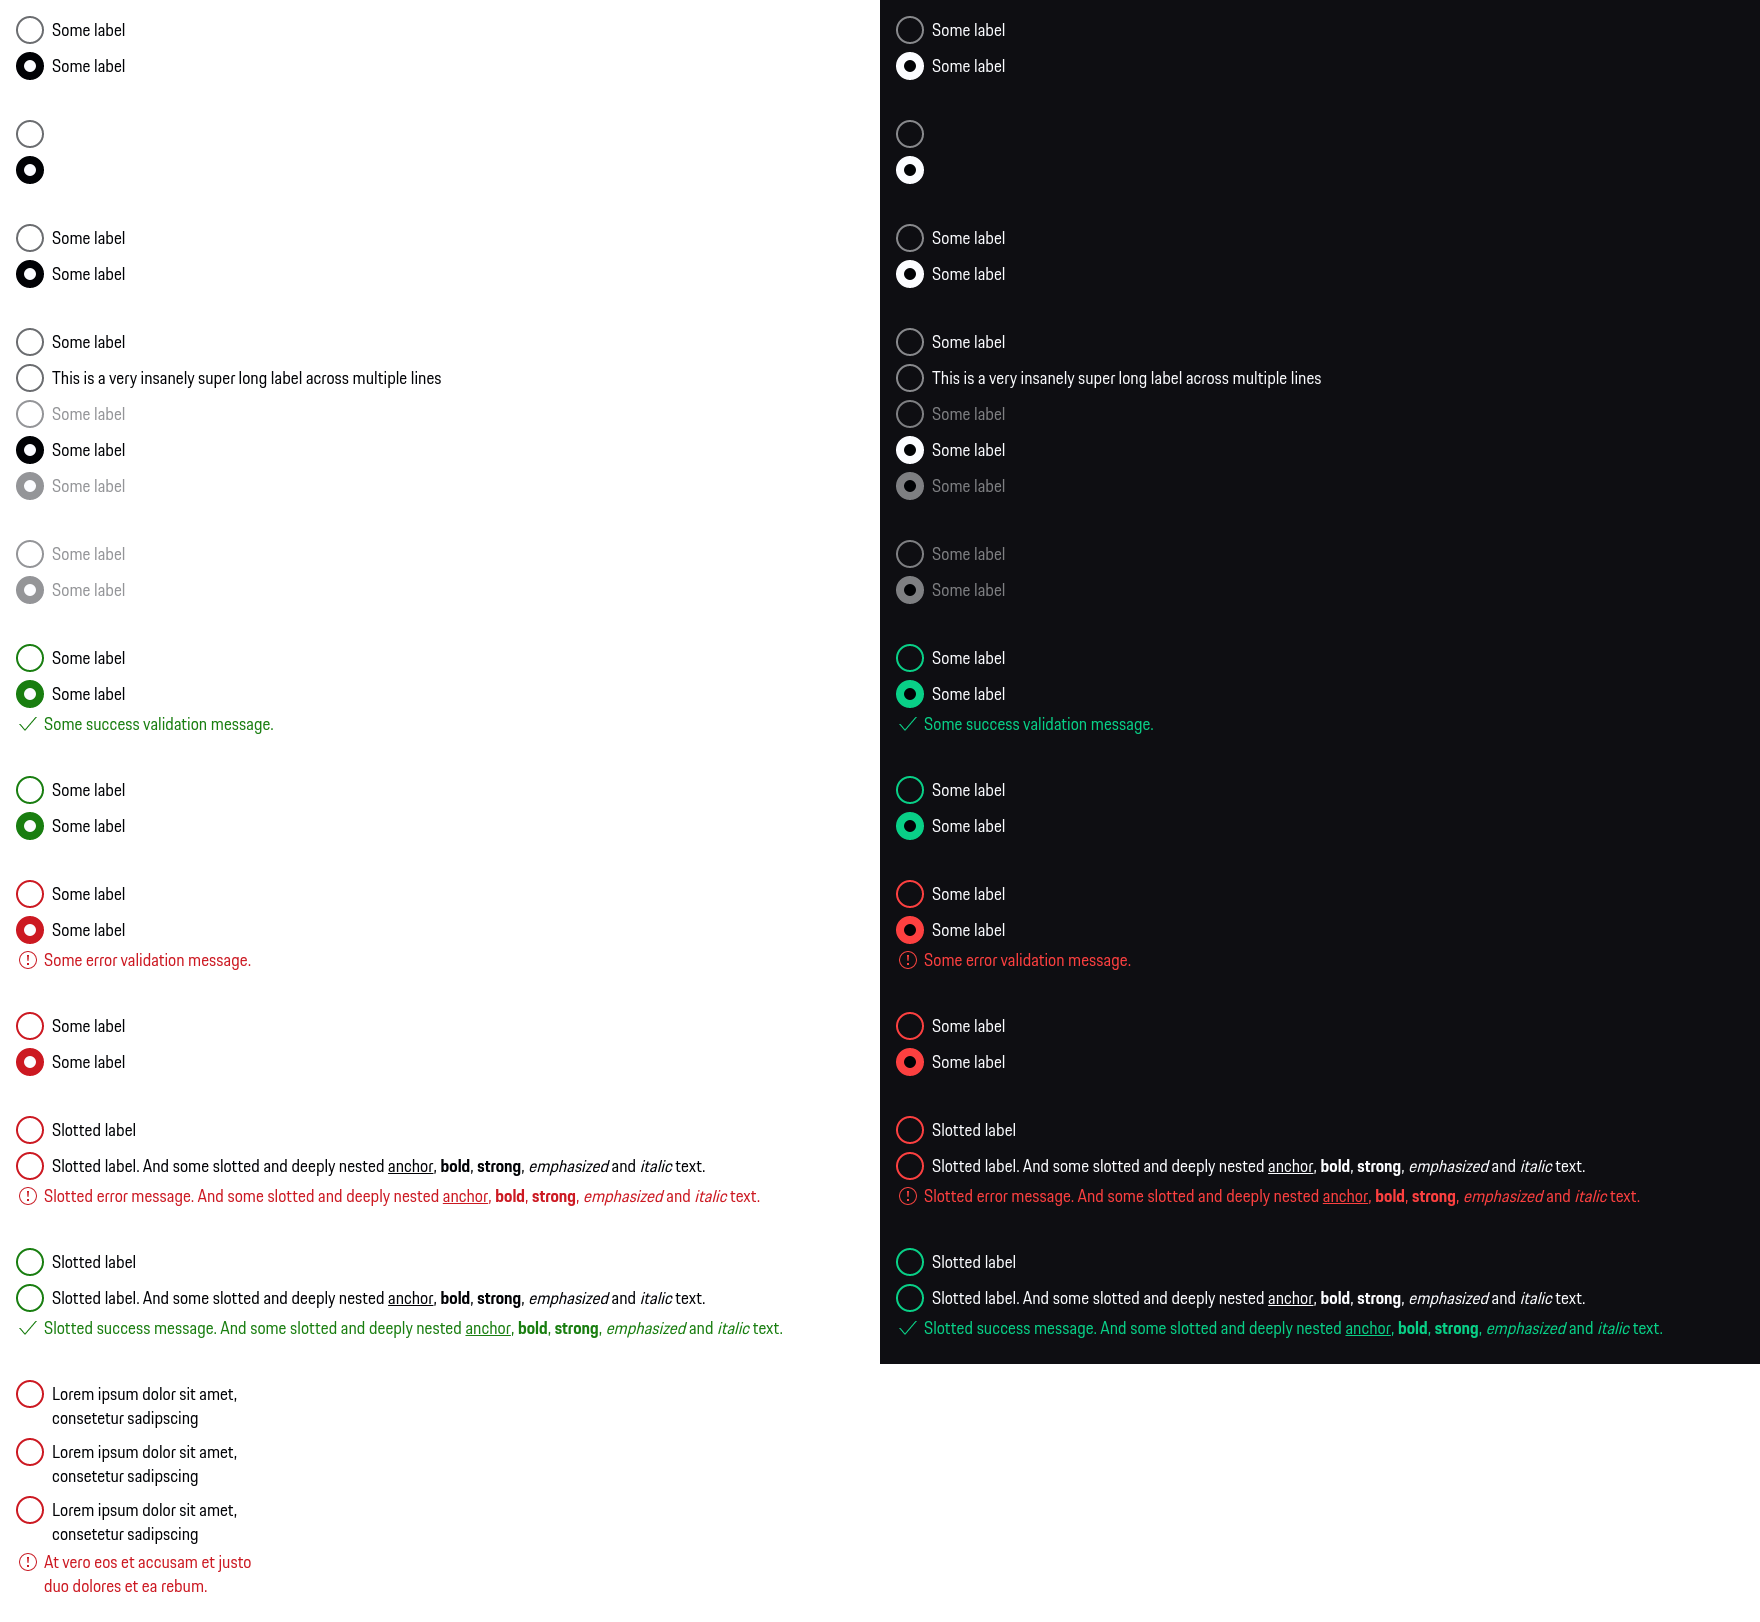 Some label
Some label
Some label
Some label
Some label
This is a very insanely super long label across multiple lines
Some label
Some label
Some label
Some label
Some label
Some label
Some label
Some success validation message.
Some label
Some label
Some label
Some label
Some error validation message.
Some label
Some label
Slotted label
Slotted label. And some slotted and deeply nested anchor, bold, strong, emphasized and italic text.
Slotted error message. And some slotted and deeply nested anchor, bold, strong, emphasized and italic text.
Slotted label
Slotted label. And some slotted and deeply nested anchor, bold, strong, emphasized and italic text.
Slotted success message. And some slotted and deeply nested anchor, bold, strong, emphasized and italic text.
Lorem ipsum dolor sit amet,
consetetur sadipscing
Lorem ipsum dolor sit amet,
consetetur sadipscing
Lorem ipsum dolor sit amet,
consetetur sadipscing
At vero eos et accusam et justo
duo dolores et ea rebum.
Some label
Some label
Some label
Some label
Some label
This is a very insanely super long label across multiple lines
Some label
Some label
Some label
Some label
Some label
Some label
Some label
Some success validation message.
Some label
Some label
Some label
Some label
Some error validation message.
Some label
Some label
Slotted label
Slotted label. And some slotted and deeply nested anchor, bold, strong, emphasized and italic text.
Slotted error message. And some slotted and deeply nested anchor, bold, strong, emphasized and italic text.
Slotted label
Slotted label. And some slotted and deeply nested anchor, bold, strong, emphasized and italic text.
Slotted success message. And some slotted and deeply nested anchor, bold, strong, emphasized and italic text.